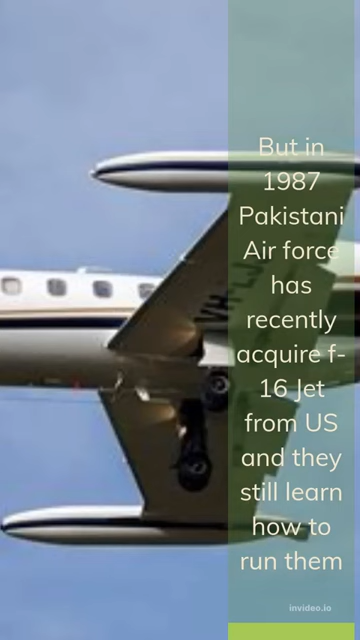 But in
1987
Pakistani
Air force
has
recently
acquire f-
16 Jet
from US
and they
still learn
how to
run them
invideo.io